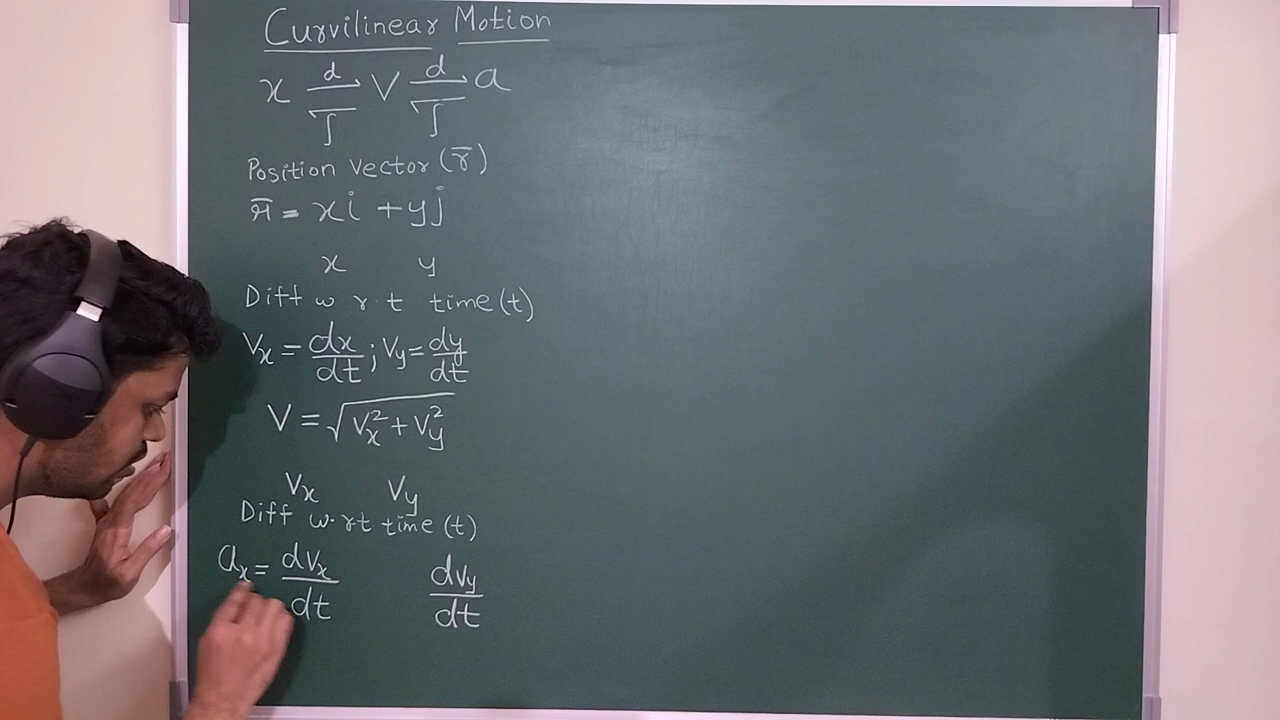 Curvilinear Motion
x d/∫ V d/∫ a
Position Vector (r̄)
r̄ = xi + yj
x y
Diff w r.t time (t)
Vx = dx/dt ; Vy = dy/dt
V = √(Vx² + Vy²)
Vx Vy
Diff w.r.t time (t)
ax = dVx/dt dVy/dt